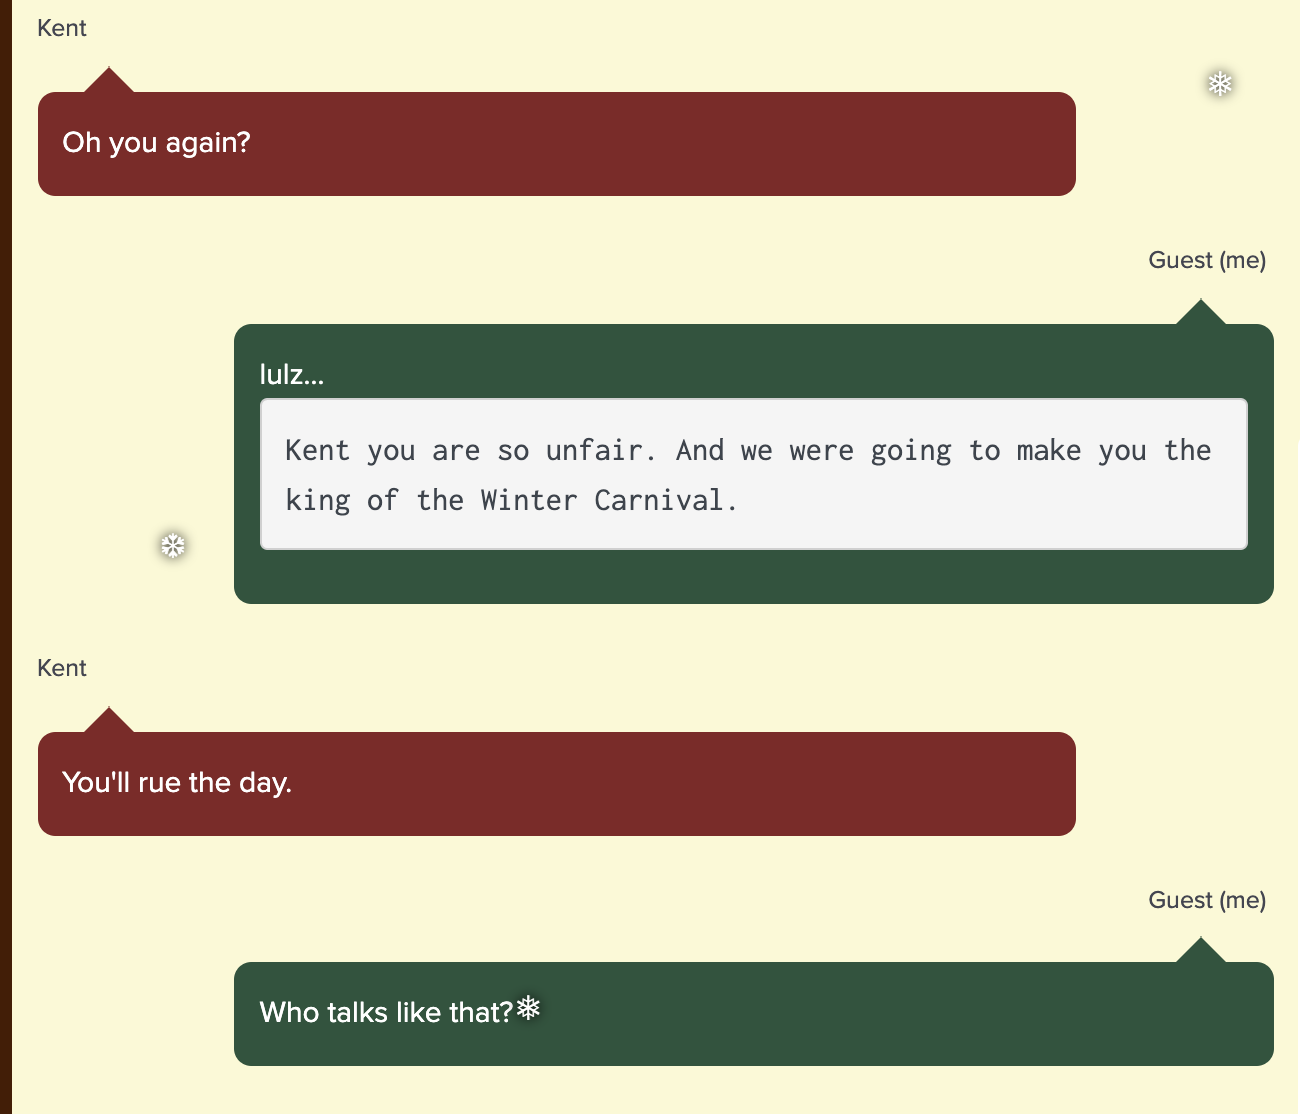 Kent
Oh you again?
Guest (me)
lulz...
Kent you are so unfair. And we were going to make you the
king of the Winter Carnival.
Kent
You'll rue the day.
Guest (me)
Who talks like that?